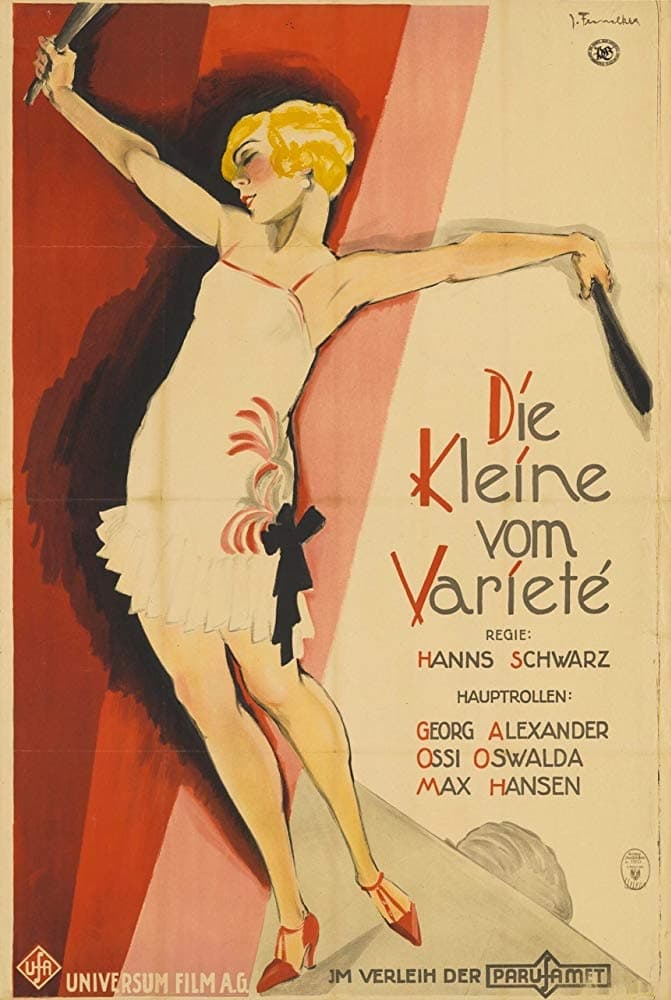 Die
Kleine
vom
Varieté
REGIE:
HANNS SCHWARZ
HAUPTROLLEN:
GEORG ALEXANDER
OSSI OSWALDA
MAX HANSEN
Ufa
UNIVERSUM FILM A.G.
JM VERLEIH DER PARUFAMET